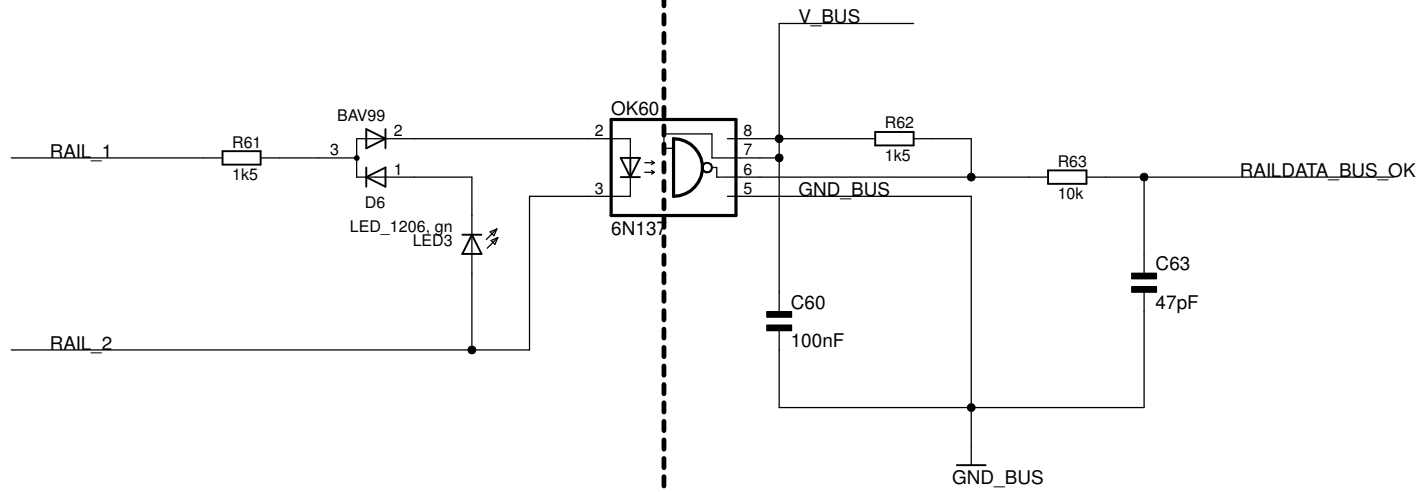 V_BUS
OK60
BAV99
2
2
8
R62
RAIL_1
R61
3
7
1k5
1k5
1
6
R63
RAILDATA_BUS_OK
10k
D6
3
5
GND_BUS
LED_1206, gn
LED3
6N137
C63
47pF
C60
100nF
RAIL_2
GND_BUS